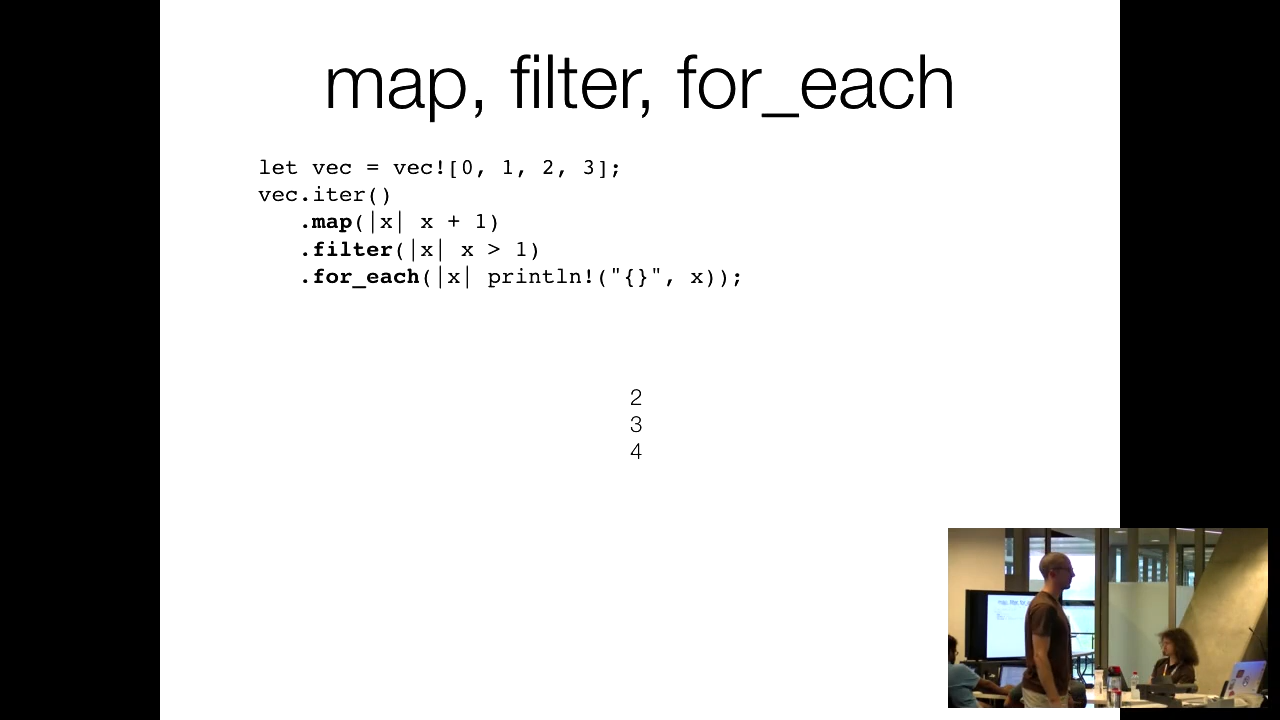 map, filter, for_each
let vec = vec![0, 1, 2, 3];
vec.iter()
.map(|x| x + 1)
.filter(|x| x > 1)
.for_each(|x| println!("{}", x));
2
3
4